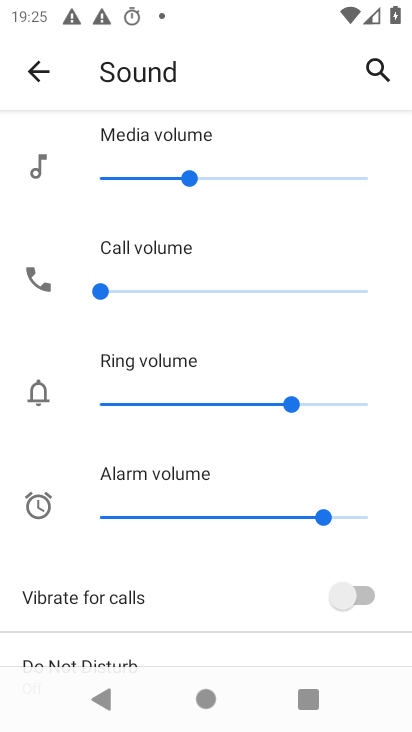 19:25
Sound
Media volume
Call volume
Ring volume
Alarm volume
Vibrate for calls
Do Not Disturb
Off